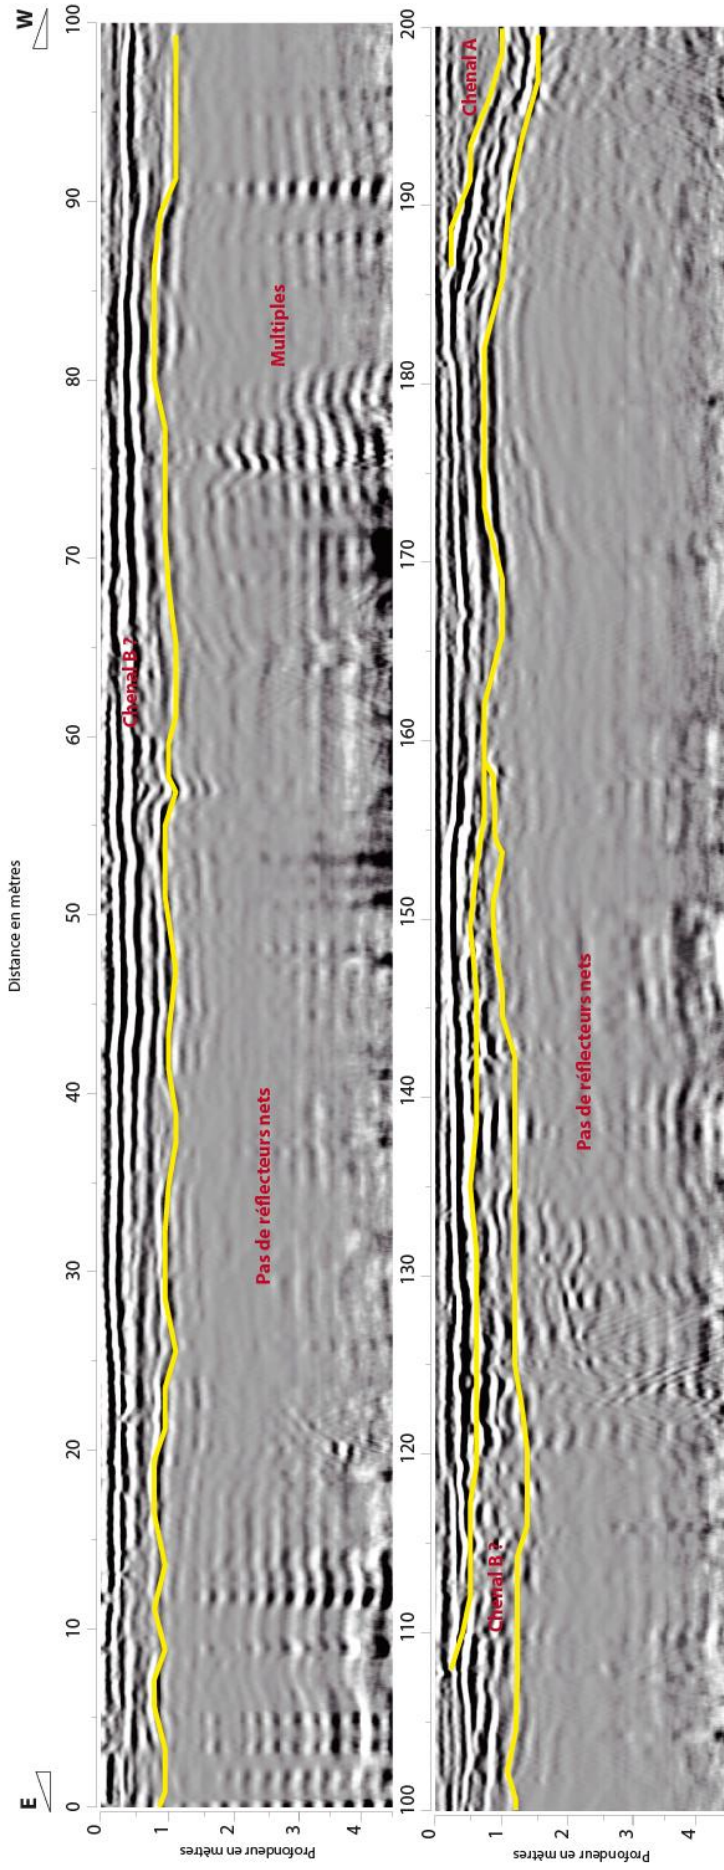 Distance en mètres
E
W
0 10 20 30 40 50 60 70 80 90 100
Profondeur en mètres
0
1
2
3
4
Chenal B ?
Multiples
Pas de réflecteurs nets
100 110 120 130 140 150 160 170 180 190 200
Profondeur en mètres
0
1
2
3
4
Chenal B ?
Chenal A
Pas de réflecteurs nets